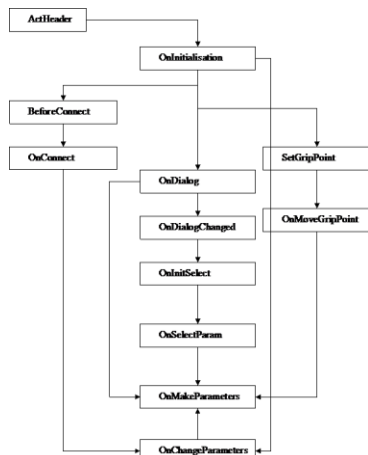 ActHeader
OnInitialisation
BeforeConnect
OnConnect
SetGripPoint
OnDialog
OnMoveGripPoint
OnDialogChanged
OnInitSelect
OnSelectParam
OnMakeParameters
OnChangeParameters